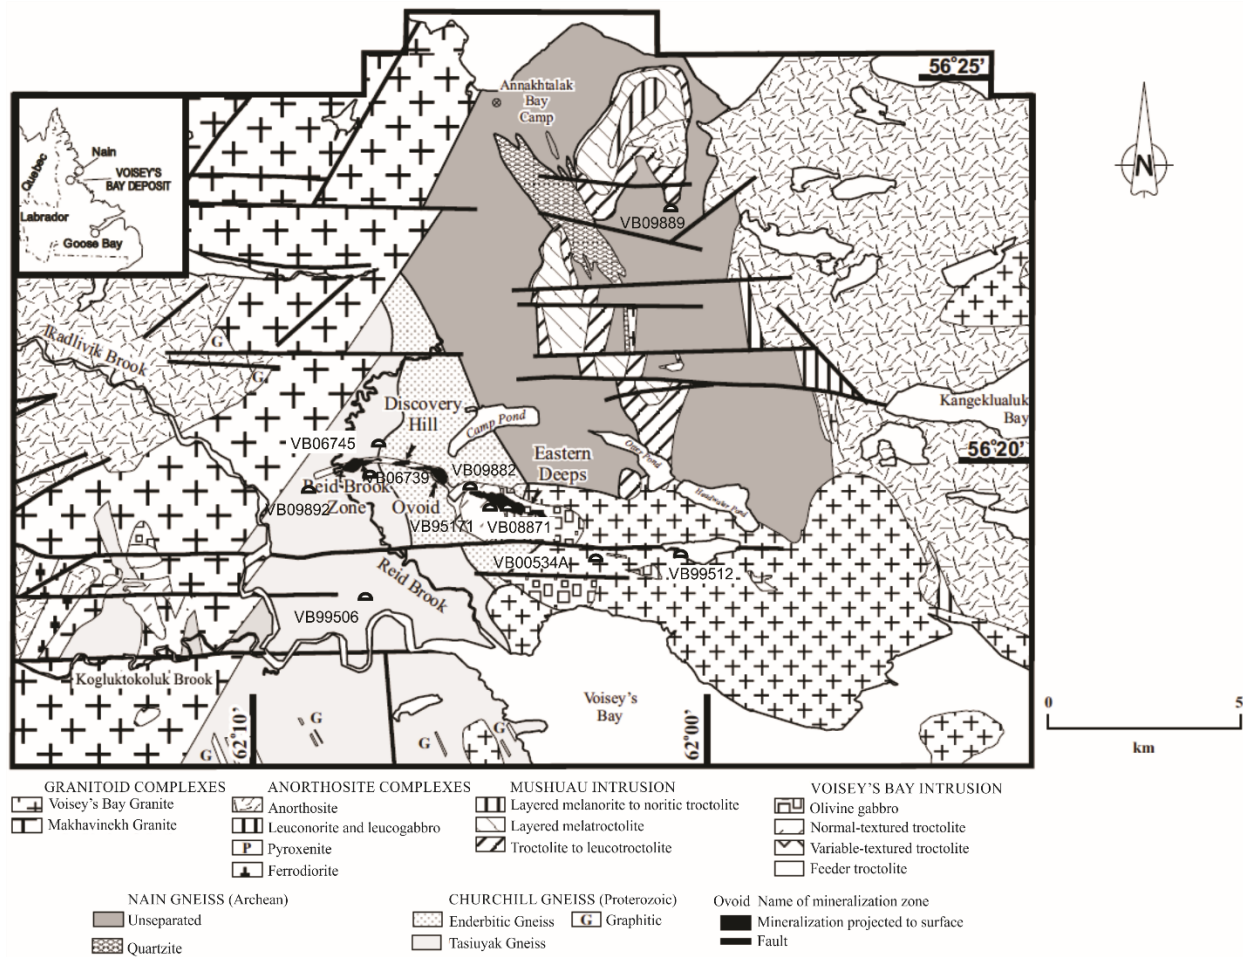 56°25'
Annakhtalak
Bay
Camp
Nain
Quebec
VOISEY'S
BAY DEPOSIT
Labrador
Goose Bay
N
VB09889
Ikadlivik Brook
G
G
Discovery
Hill
Camp Pond
Kangeklualuk
Bay
56°20'
VB06745
Eastern
Deeps
VB09882
VB06739
Reid Brook
Zone
Ovoid
VB09892
VB95171
VB08871
VB00534A
VB99512
Reid Brook
VB99506
Kogluktokoluk Brook
Voisey's
Bay
62°10'
62°00'
G
G
G
G
0
5
km
GRANITOID COMPLEXES
Voisey's Bay Granite
Makhavinekh Granite
ANORTHOSITE COMPLEXES
Anorthosite
Leuconorite and leucogabbro
P Pyroxenite
Ferrodiorite
MUSHUAU INTRUSION
Layered melanorite to noritic troctolite
Layered melatroctolite
Troctolite to leucotroctolite
VOISEY'S BAY INTRUSION
Olivine gabbro
Normal-textured troctolite
Variable-textured troctolite
Feeder troctolite
NAIN GNEISS (Archean)
Unseparated
Quartzite
CHURCHILL GNEISS (Proterozoic)
Enderbitic Gneiss
G Graphitic
Tasiuyak Gneiss
Ovoid Name of mineralization zone
Mineralization projected to surface
Fault